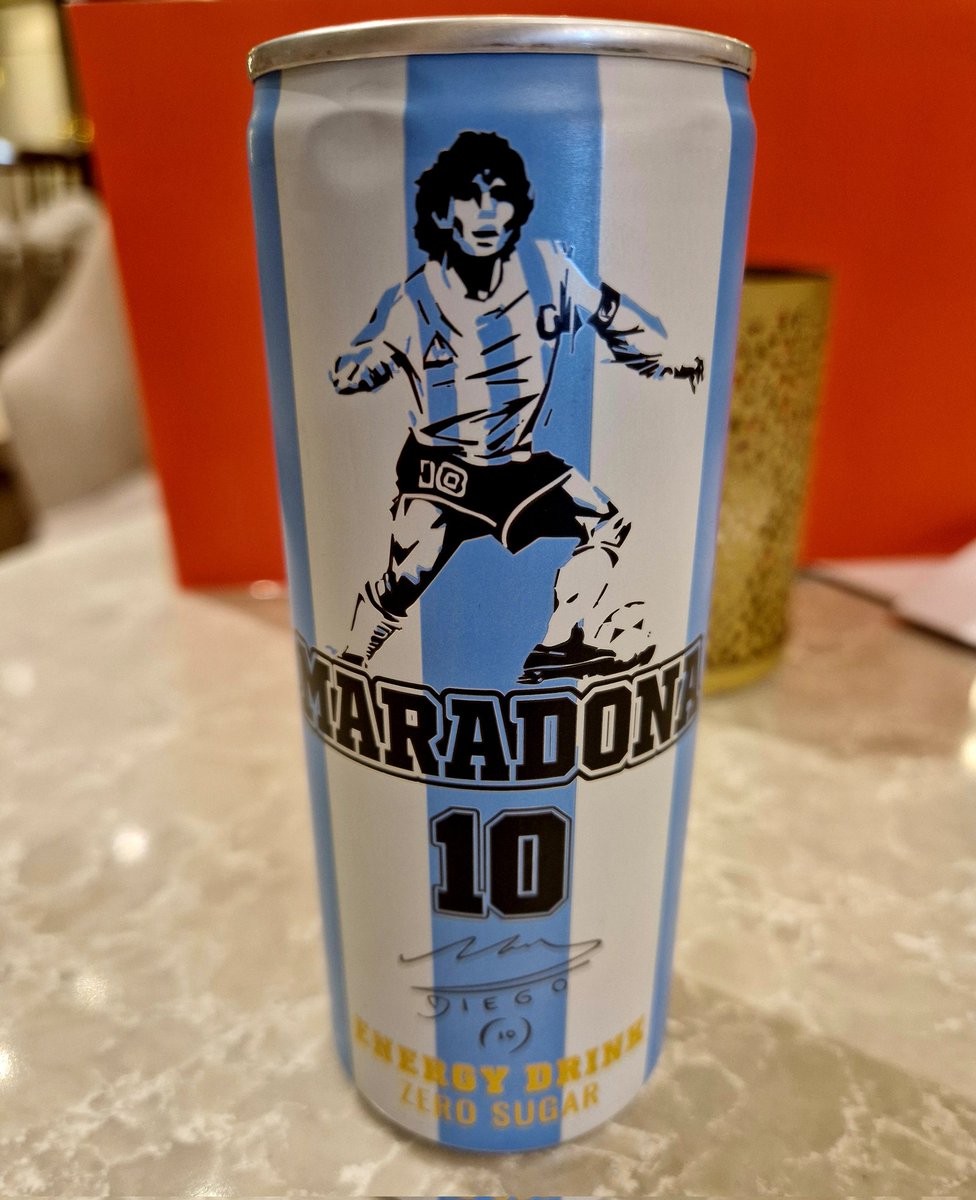 10
MARADONA
10
DIEGO
(10)
ENERGY DRINK
ZERO SUGAR